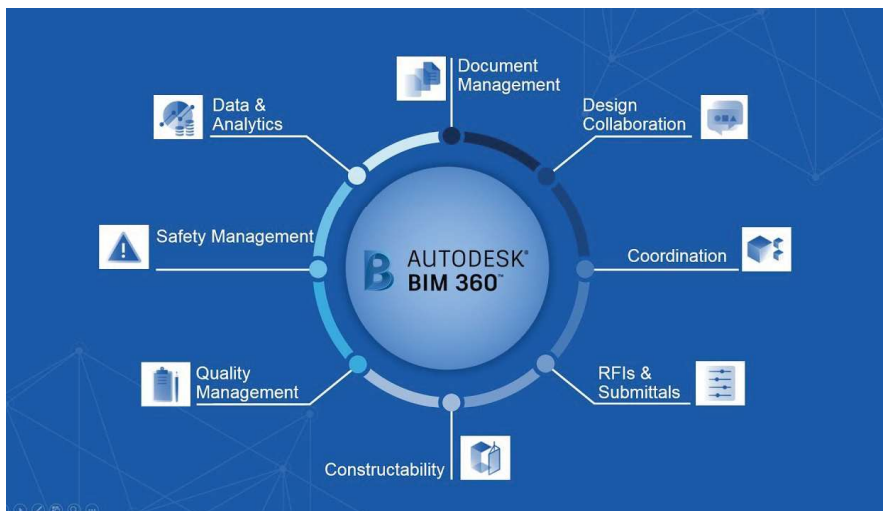 Document
Management
Design
Collaboration
Coordination
RFIs &
Submittals
Constructability
Quality
Management
Safety Management
Data &
Analytics
AUTODESK®
BIM 360™